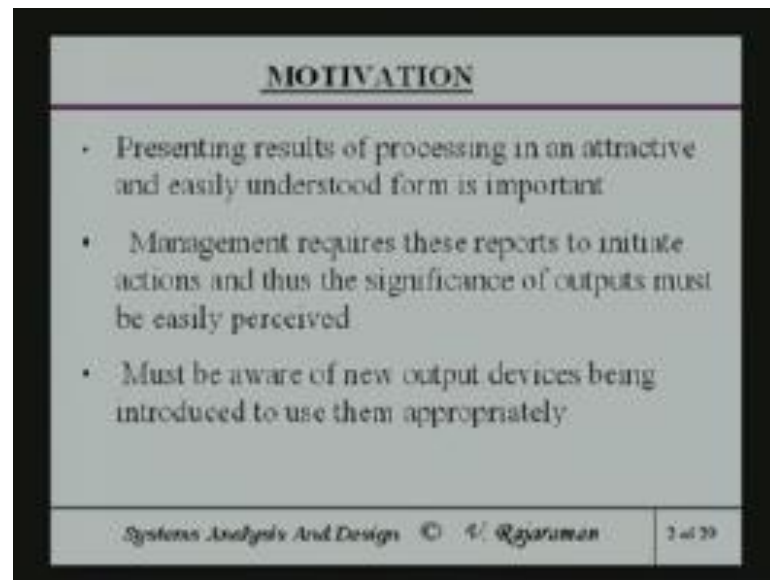 MOTIVATION
• Presenting results of processing in an attractive
and easily understood form is important
• Management requires these reports to initiate
actions and thus the significance of outputs must
be easily perceived
• Must be aware of new output devices being
introduced to use them appropriately
Systems Analysis And Design © V. Rajaraman
of